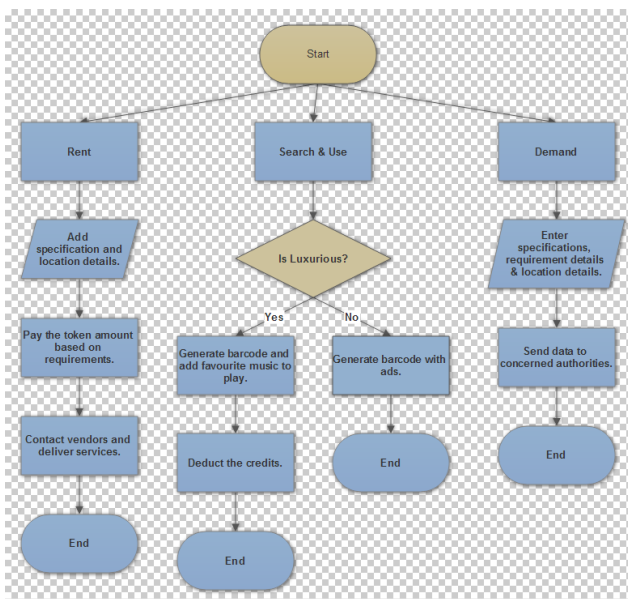 Start
Rent
Search & Use
Demand
Add
specification and
location details.
Is Luxurious?
Enter
specifications,
requirement details
& location details.
Yes
No
Pay the token amount
based on
requirements.
Generate barcode and
add favourite music to
play.
Generate barcode with
ads.
Send data to
concerned authorities.
Contact vendors and
deliver services.
Deduct the credits.
End
End
End
End